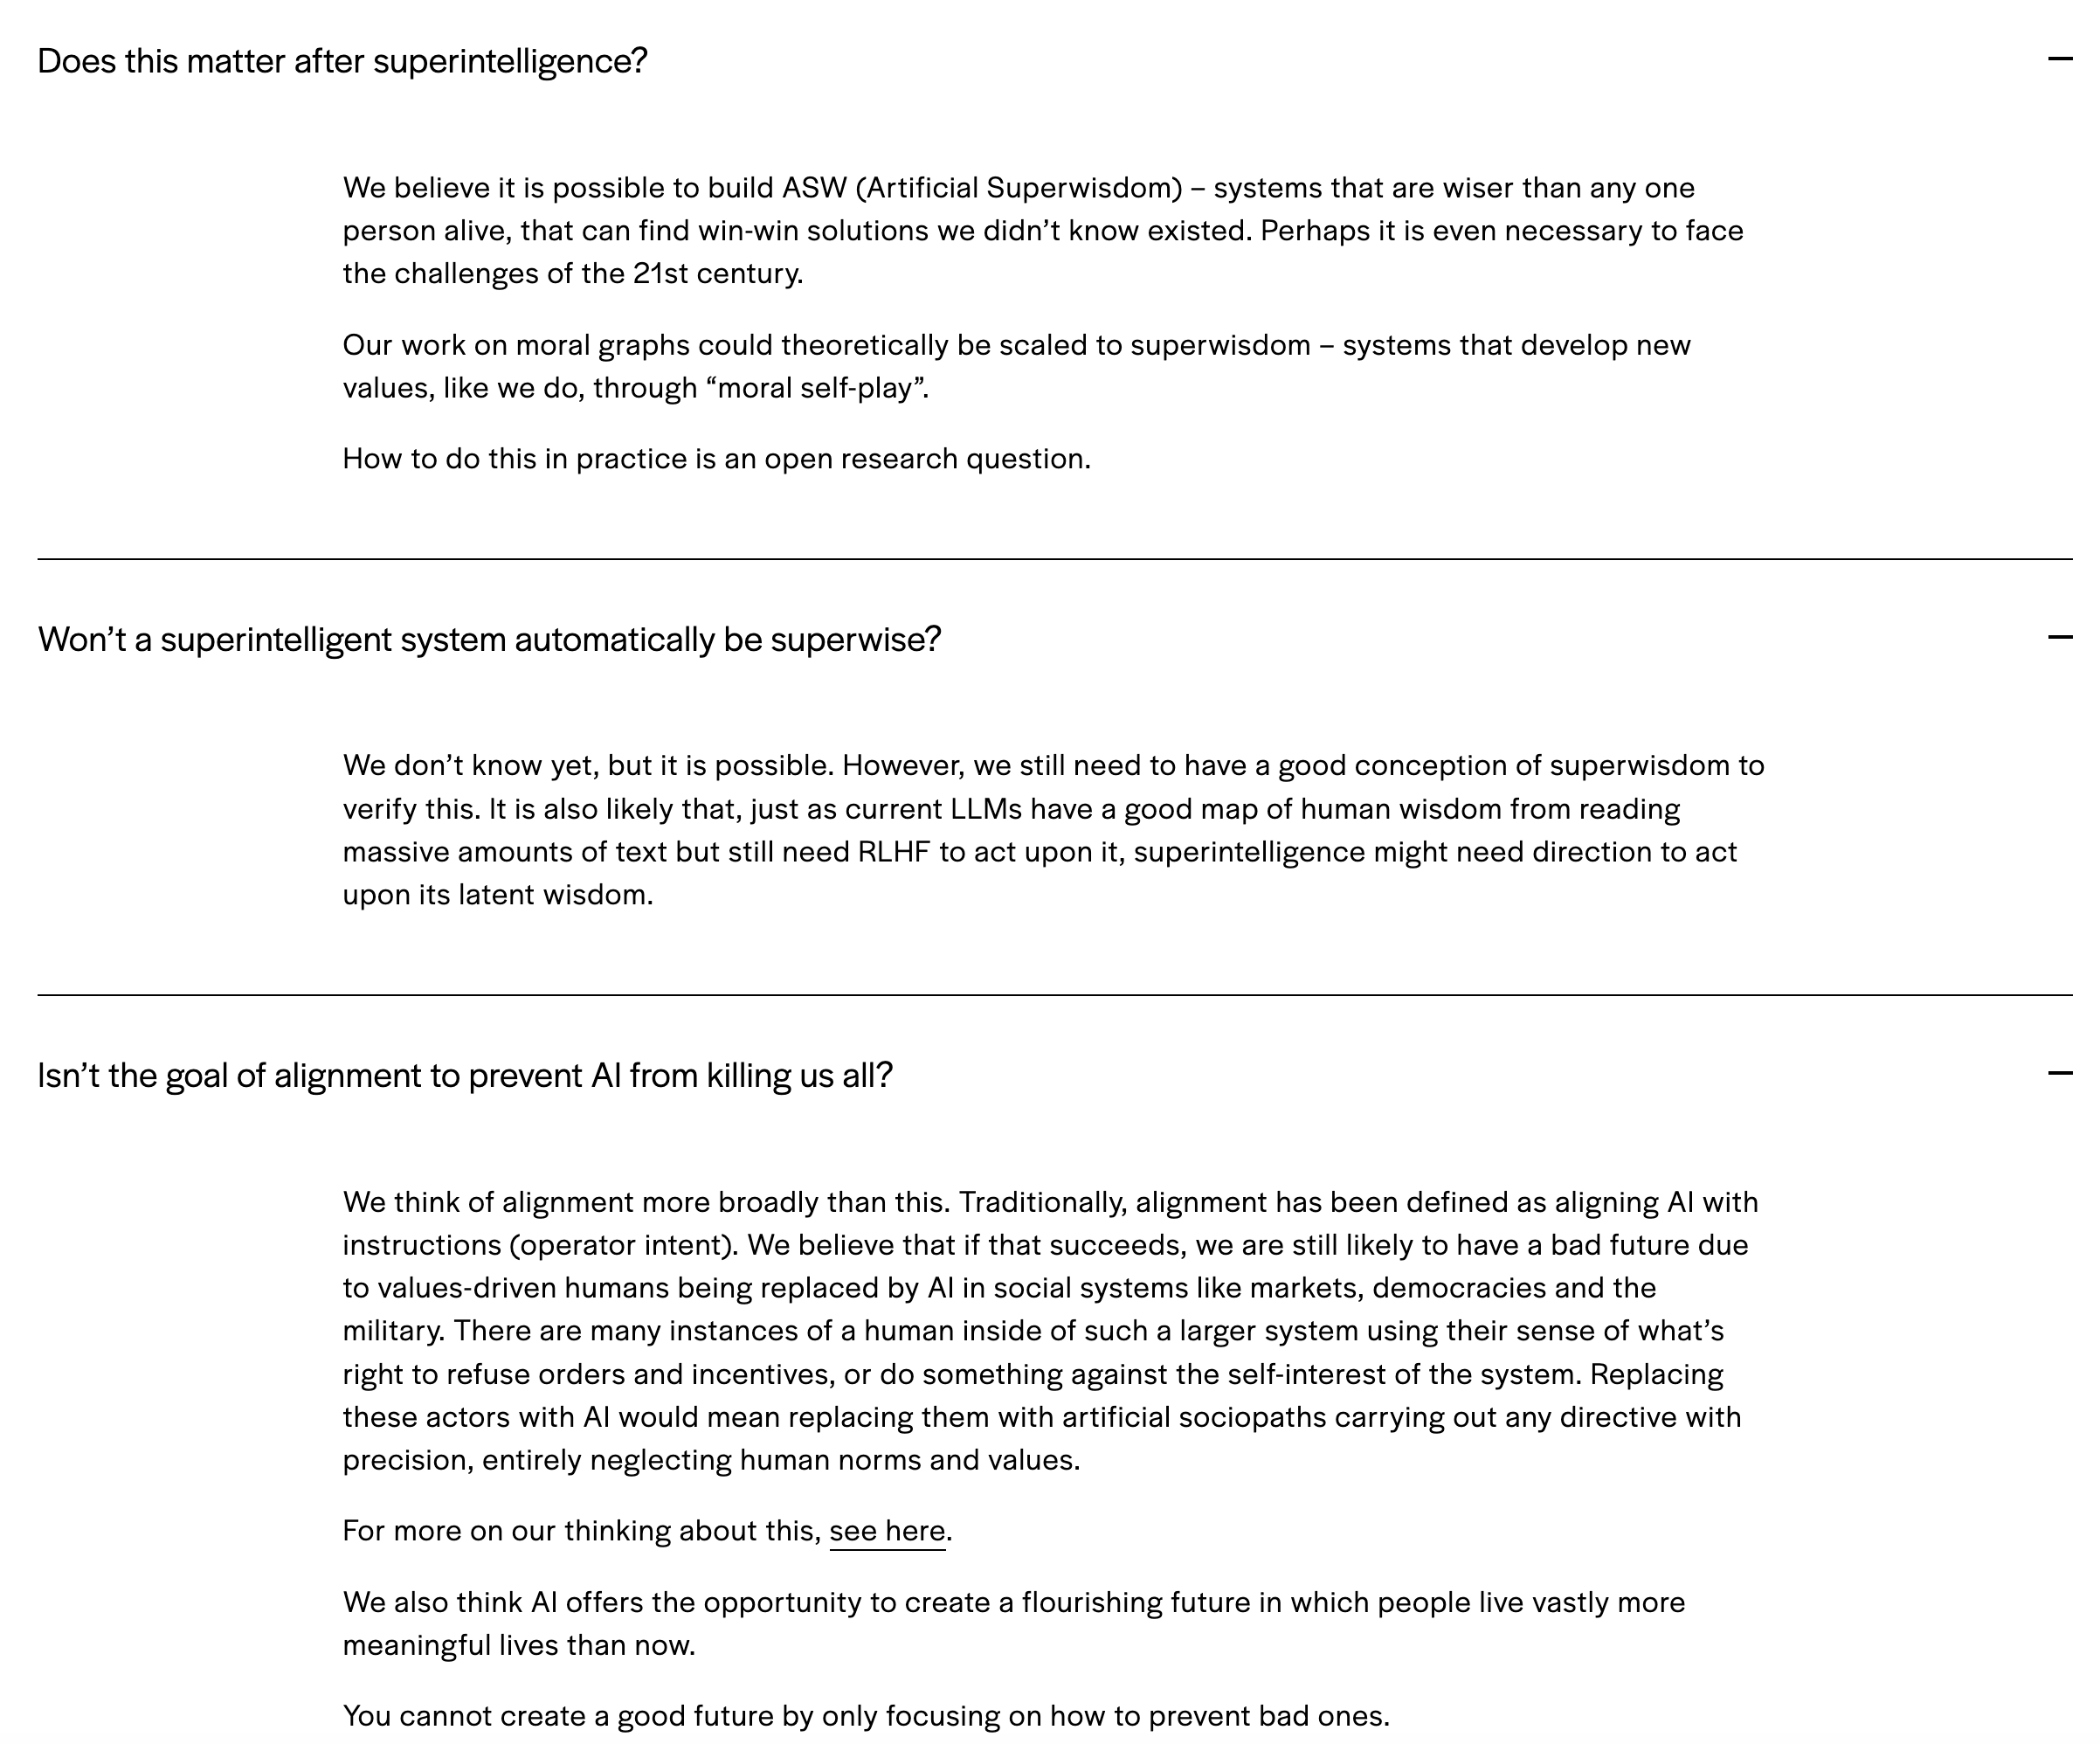 Does this matter after superintelligence?
We believe it is possible to build ASW (Artificial Superwisdom) – systems that are wiser than any one
person alive, that can find win-win solutions we didn’t know existed. Perhaps it is even necessary to face
the challenges of the 21st century.
Our work on moral graphs could theoretically be scaled to superwisdom – systems that develop new
values, like we do, through “moral self-play”.
How to do this in practice is an open research question.
Won’t a superintelligent system automatically be superwise?
We don’t know yet, but it is possible. However, we still need to have a good conception of superwisdom to
verify this. It is also likely that, just as current LLMs have a good map of human wisdom from reading
massive amounts of text but still need RLHF to act upon it, superintelligence might need direction to act
upon its latent wisdom.
Isn’t the goal of alignment to prevent AI from killing us all?
We think of alignment more broadly than this. Traditionally, alignment has been defined as aligning AI with
instructions (operator intent). We believe that if that succeeds, we are still likely to have a bad future due
to values-driven humans being replaced by AI in social systems like markets, democracies and the
military. There are many instances of a human inside of such a larger system using their sense of what’s
right to refuse orders and incentives, or do something against the self-interest of the system. Replacing
these actors with AI would mean replacing them with artificial sociopaths carrying out any directive with
precision, entirely neglecting human norms and values.
For more on our thinking about this, see here.
We also think AI offers the opportunity to create a flourishing future in which people live vastly more
meaningful lives than now.
You cannot create a good future by only focusing on how to prevent bad ones.